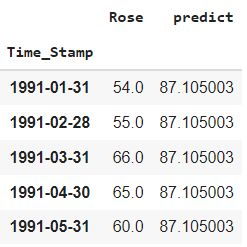 Rose predict
Time_Stamp
1991-01-31 54.0 87.105003
1991-02-28 55.0 87.105003
1991-03-31 66.0 87.105003
1991-04-30 65.0 87.105003
1991-05-31 60.0 87.105003